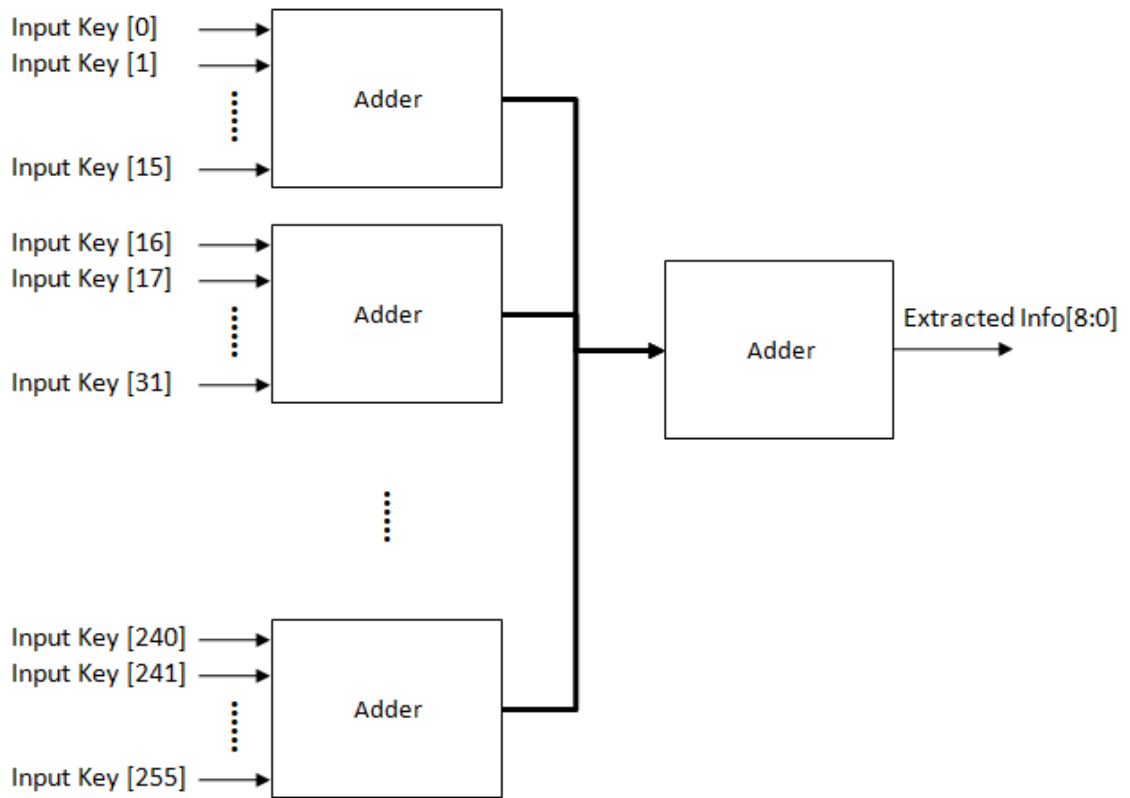 Input Key [0]
Input Key [1]
Adder
Input Key [15]
Input Key [16]
Input Key [17]
Adder
Input Key [31]
Extracted Info[8:0]
Adder
Input Key [240]
Input Key [241]
Adder
Input Key [255]